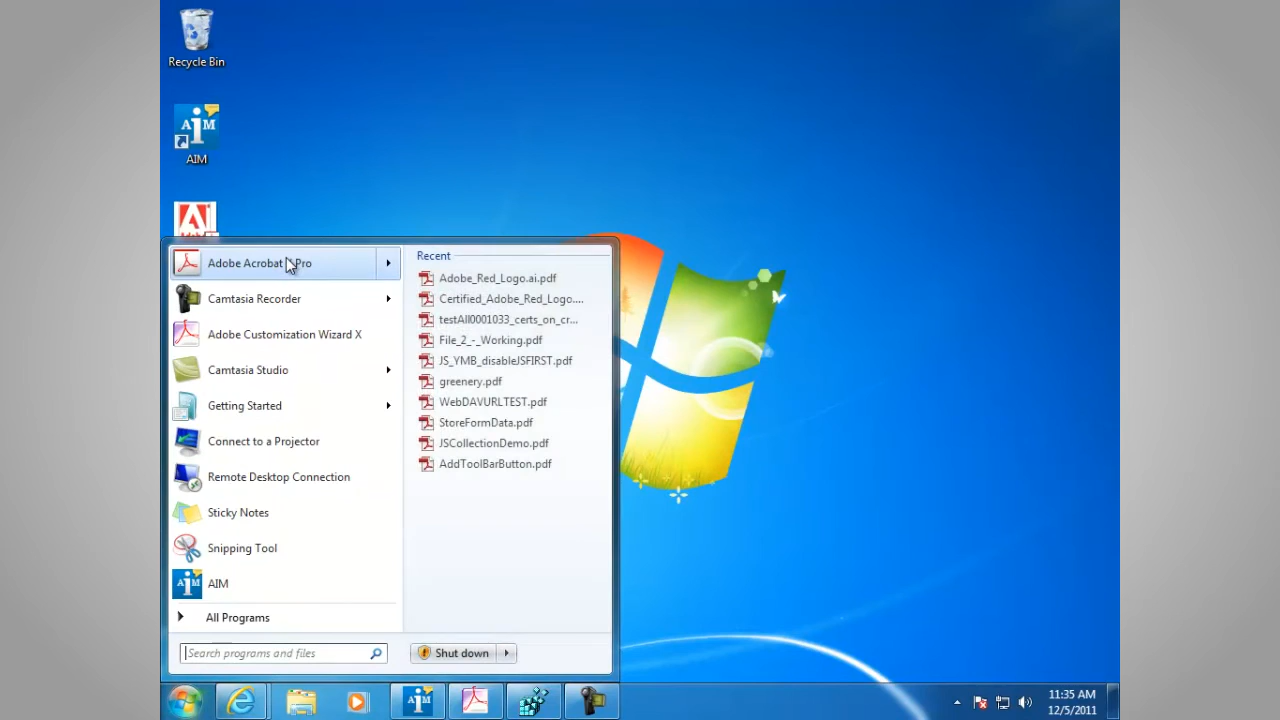 Recycle Bin
AIM
AIM
Adobe Acrobat Pro
Camtasia Recorder
Adobe Customization Wizard X
Camtasia Studio
Getting Started
Connect to a Projector
Remote Desktop Connection
Sticky Notes
Snipping Tool
AIM
AIM
All Programs
Search programs and files
Recent
Adobe_Red_Logo.ai.pdf
Certified_Adobe_Red_Logo....
testAll0001033_certs_on_cr...
File_2_-_Working.pdf
JS_YMB_disableJSFIRST.pdf
greenery.pdf
WebDAVURLTEST.pdf
StoreFormData.pdf
JSCollectionDemo.pdf
AddToolBarButton.pdf
Shut down
AIM
11:35 AM
12/5/2011